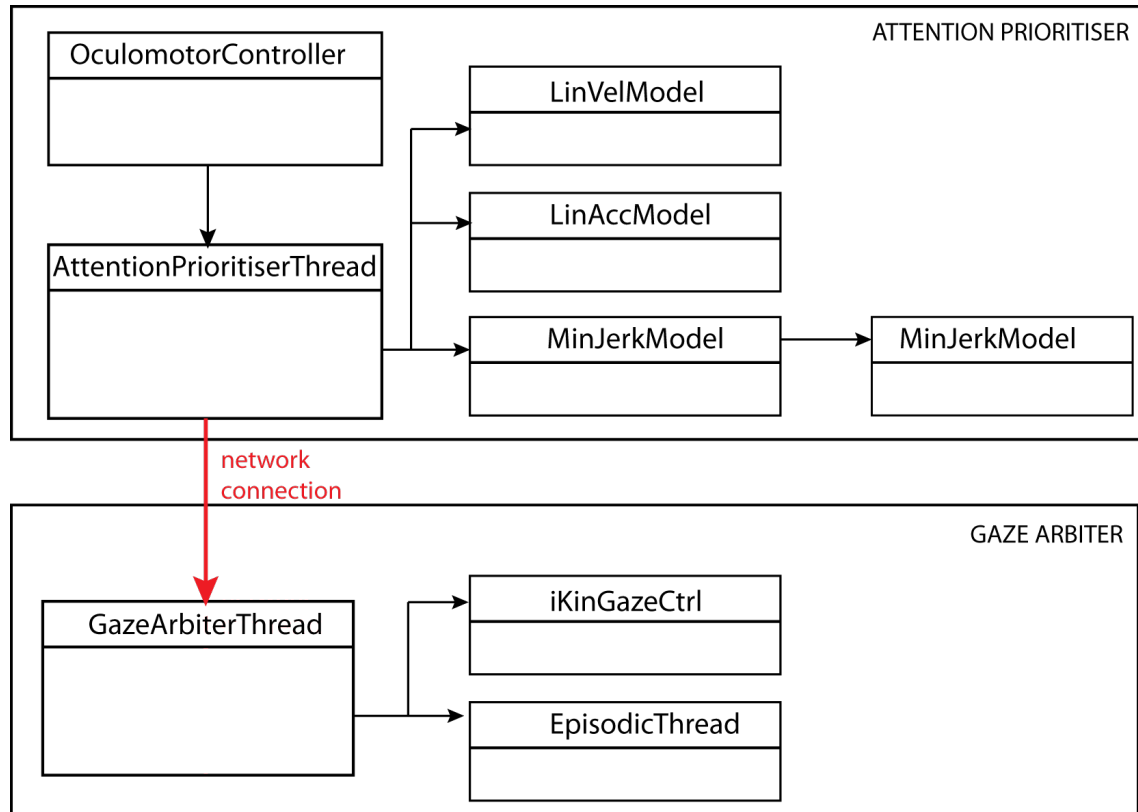 ATTENTION PRIORITISER
OculomotorController
LinVelModel
LinAccModel
AttentionPrioritiserThread
MinJerkModel
MinJerkModel
network
connection
GAZE ARBITER
iKinGazeCtrl
GazeArbiterThread
EpisodicThread